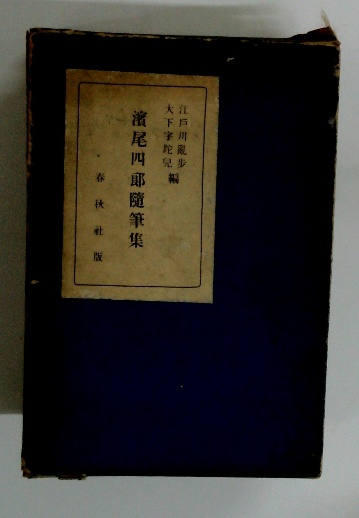 江戸川亂步
大下宇陀兒
編
濱尾四郎隨筆集
春秋社版